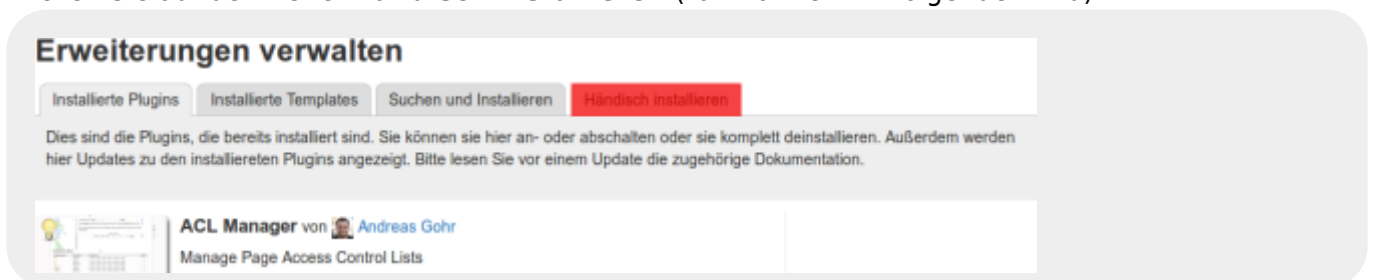 Erweiterungen verwalten
Installierte Plugins Installierte Templates Suchen und Installieren Händisch installieren
Dies sind die Plugins, die bereits installiert sind. Sie können sie hier an- oder abschalten oder sie komplett deinstallieren. Außerdem werden
hier Updates zu den installiereten Plugins angezeigt. Bitte lesen Sie vor einem Update die zugehörige Dokumentation.
ACL Manager von Andreas Gohr
Manage Page Access Control Lists